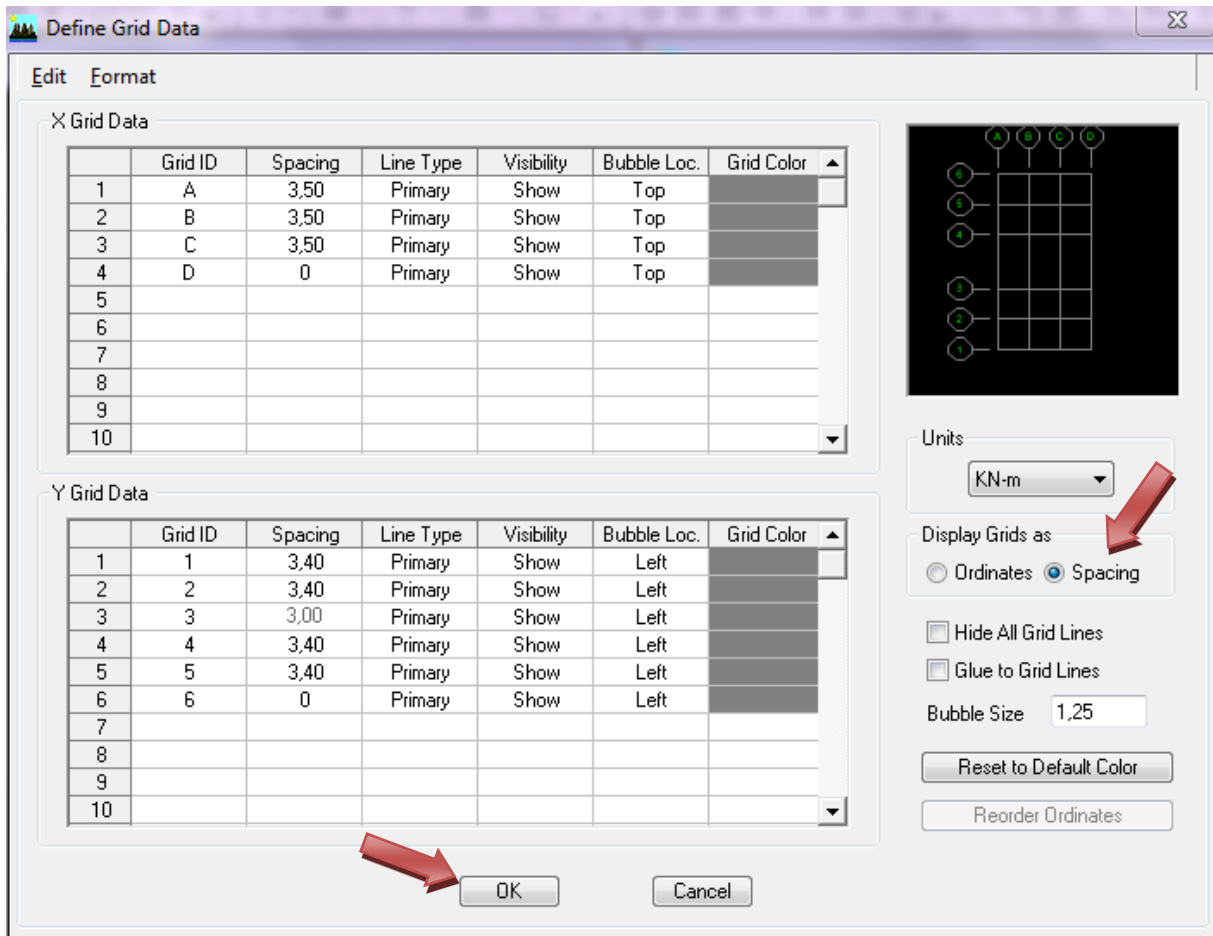 Define Grid Data
Edit Format
X Grid Data
Grid ID Spacing Line Type Visibility Bubble Loc. Grid Color
1 A 3,50 Primary Show Top
2 B 3,50 Primary Show Top
3 C 3,50 Primary Show Top
4 D 0 Primary Show Top
5
6
7
8
9
10
Y Grid Data
Grid ID Spacing Line Type Visibility Bubble Loc. Grid Color
1 1 3,40 Primary Show Left
2 2 3,40 Primary Show Left
3 3 3,00 Primary Show Left
4 4 3,40 Primary Show Left
5 5 3,40 Primary Show Left
6 6 0 Primary Show Left
7
8
9
10
A B C D
6
5
4
3
2
1
Units
KN-m
Display Grids as
Ordinates Spacing
Hide All Grid Lines
Glue to Grid Lines
Bubble Size 1,25
Reset to Default Color
Reorder Ordinates
OK Cancel